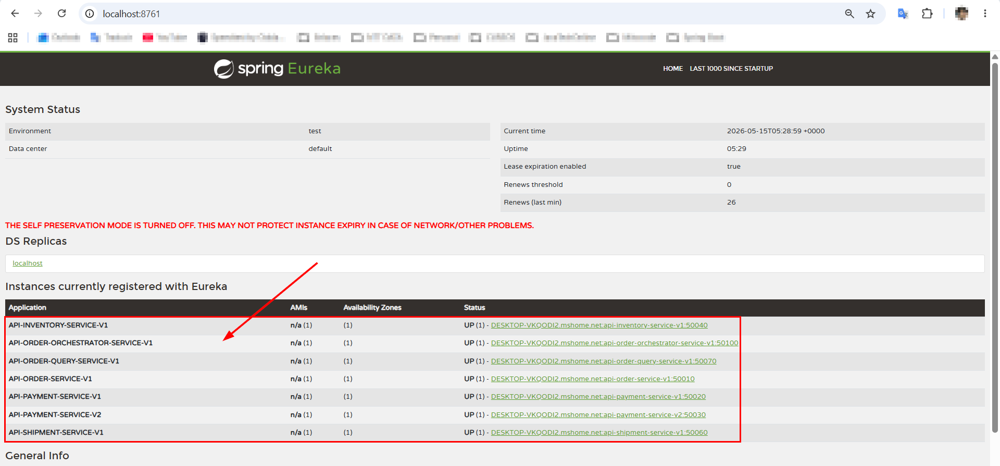 localhost:8761
spring Eureka
HOME LAST 1000 SINCE STARTUP
System Status
Environment test
Data center default
Current time 2026-05-15T05:28:59 +0000
Uptime 05:29
Lease expiration enabled true
Renews threshold 0
Renews (last min) 26
THE SELF PRESERVATION MODE IS TURNED OFF. THIS MAY NOT PROTECT INSTANCE EXPIRY IN CASE OF NETWORK/OTHER PROBLEMS.
DS Replicas
localhost
Instances currently registered with Eureka
Application AMIs Availability Zones Status
API-INVENTORY-SERVICE-V1 n/a (1) (1) UP (1) - DESKTOP-VKQODI2.mshome.net:api-inventory-service-v1:50040
API-ORDER-ORCHESTRATOR-SERVICE-V1 n/a (1) (1) UP (1) - DESKTOP-VKQODI2.mshome.net:api-order-orchestrator-service-v1:50100
API-ORDER-QUERY-SERVICE-V1 n/a (1) (1) UP (1) - DESKTOP-VKQODI2.mshome.net:api-order-query-service-v1:50070
API-ORDER-SERVICE-V1 n/a (1) (1) UP (1) - DESKTOP-VKQODI2.mshome.net:api-order-service-v1:50010
API-PAYMENT-SERVICE-V1 n/a (1) (1) UP (1) - DESKTOP-VKQODI2.mshome.net:api-payment-service-v1:50020
API-PAYMENT-SERVICE-V2 n/a (1) (1) UP (1) - DESKTOP-VKQODI2.mshome.net:api-payment-service-v2:50030
API-SHIPMENT-SERVICE-V1 n/a (1) (1) UP (1) - DESKTOP-VKQODI2.mshome.net:api-shipment-service-v1:50060
General Info